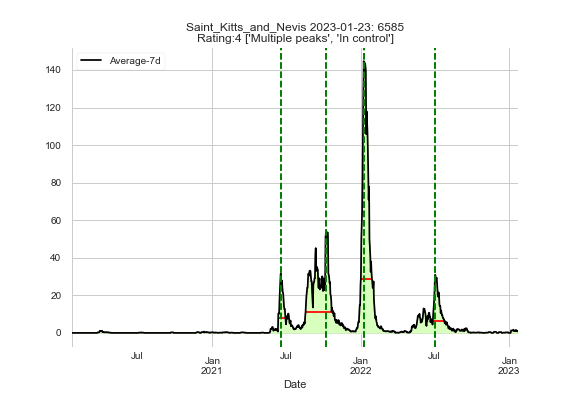 Saint_Kitts_and_Nevis 2023-01-23: 6585
Rating:4 ['Multiple peaks', 'In control']
Average-7d
140
120
100
80
60
40
20
0
Jul
Jan
2021
Jul
Jan
2022
Jul
Jan
2023
Date